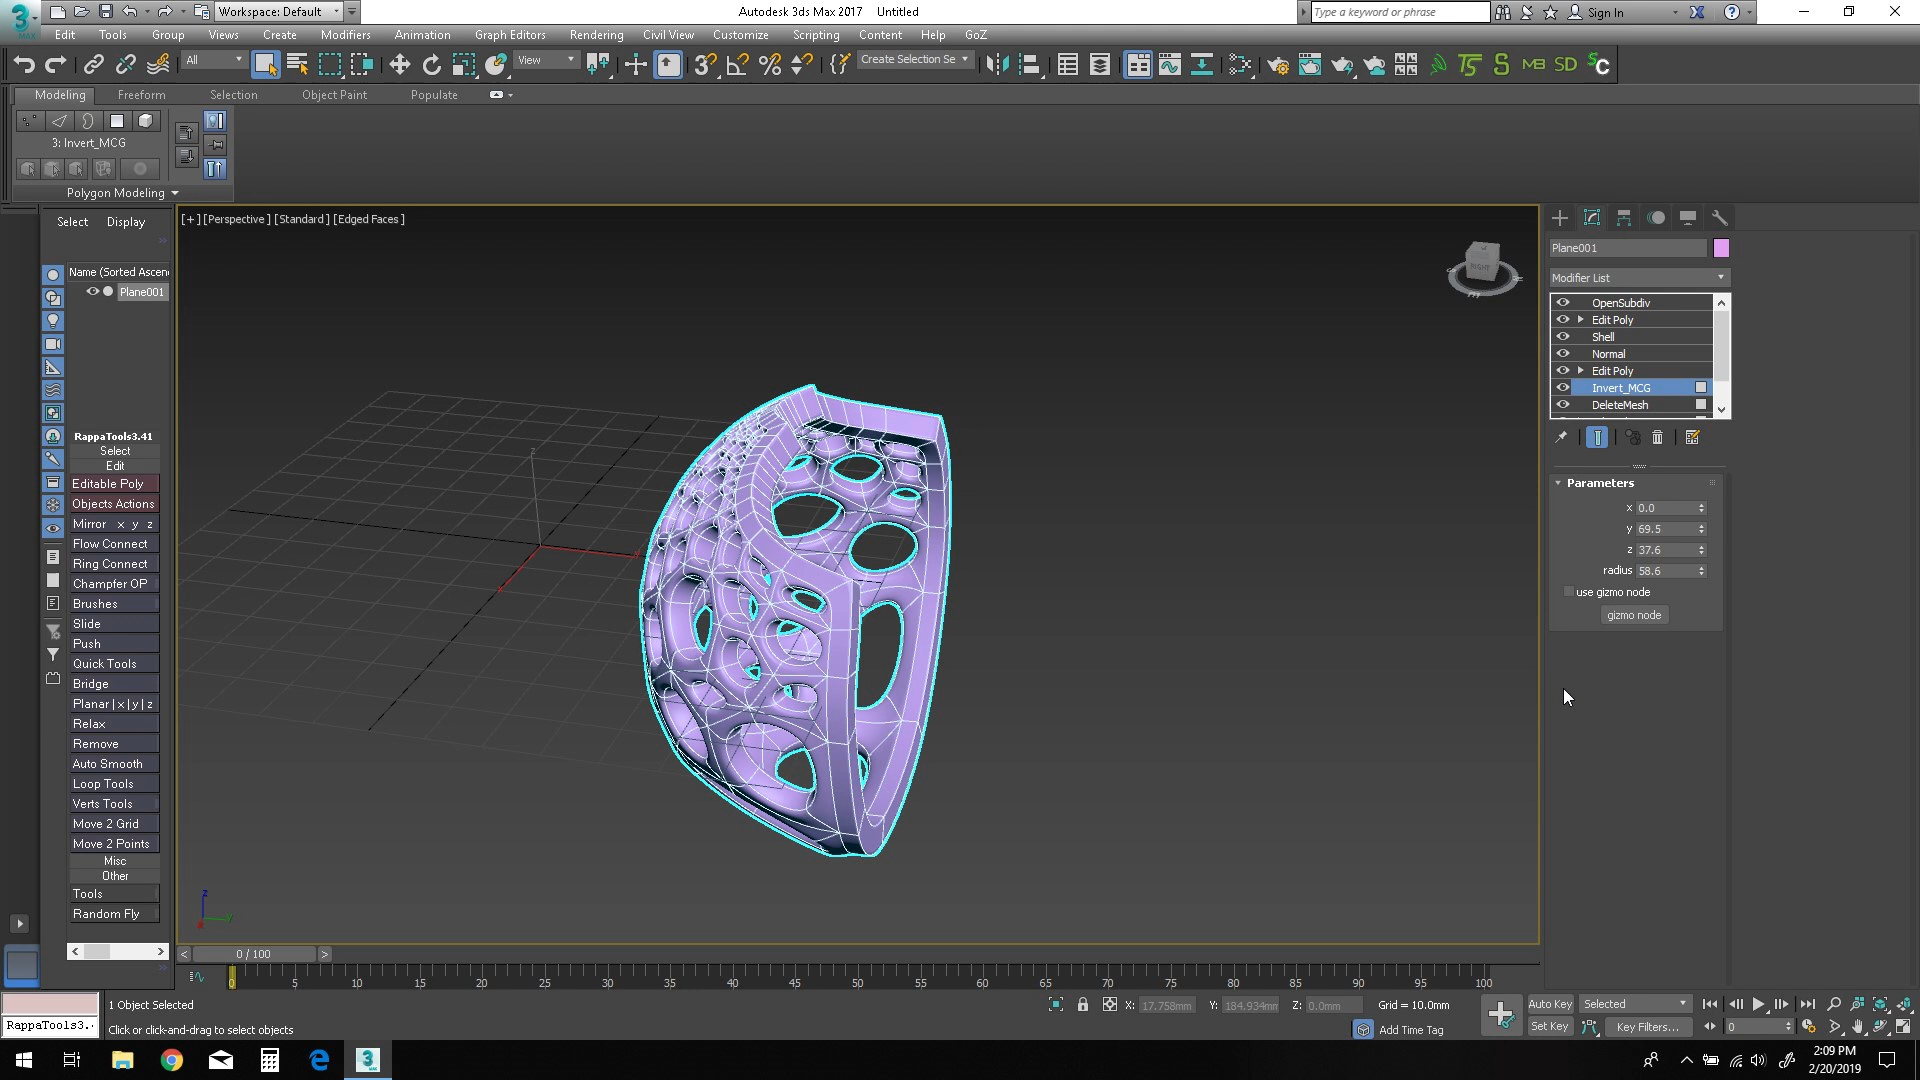 Workspace: Default
Autodesk 3ds Max 2017 Untitled
Type a keyword or phrase
Sign In
3
MAX
Edit Tools Group Views Create Modifiers Animation Graph Editors Rendering Civil View Customize Scripting Content Help GoZ
All
View
Create Selection Se
MB SD
Modeling Freeform Selection Object Paint Populate
3: Invert_MCG
Polygon Modeling
Select Display
Name (Sorted Ascen
Plane001
RappaTools3.41
Select
Edit
Editable Poly
Objects Actions
Mirror x y z
Flow Connect
Ring Connect
Champfer OP
Brushes
Slide
Push
Quick Tools
Bridge
Planar | x | y | z
Relax
Remove
Auto Smooth
Loop Tools
Verts Tools
Move 2 Grid
Move 2 Points
Misc
Other
Tools
Random Fly
[+] [Perspective] [Standard] [Edged Faces]
RIGHT
z
z
y
Plane001
Modifier List
OpenSubdiv
Edit Poly
Shell
Normal
Edit Poly
Invert_MCG
DeleteMesh
Parameters
x 0.0
y 69.5
z 37.6
radius 58.6
use gizmo node
gizmo node
< 0 / 100 >
0 5 10 15 20 25 30 35 40 45 50 55 60 65 70 75 80 85 90 95 100
RappaTools3.
1 Object Selected
Click or click-and-drag to select objects
X: 17.758mm Y: 184.934mm Z: 0.0mm Grid = 10.0mm
Add Time Tag
Auto Key Selected
Set Key Key Filters...
0
2:09 PM
2/20/2019